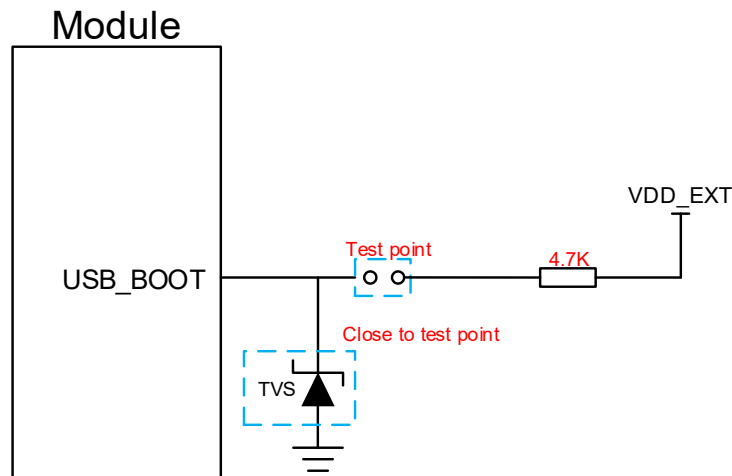 Module
VDD_EXT
Test point
4.7K
USB_BOOT
Close to test point
TVS